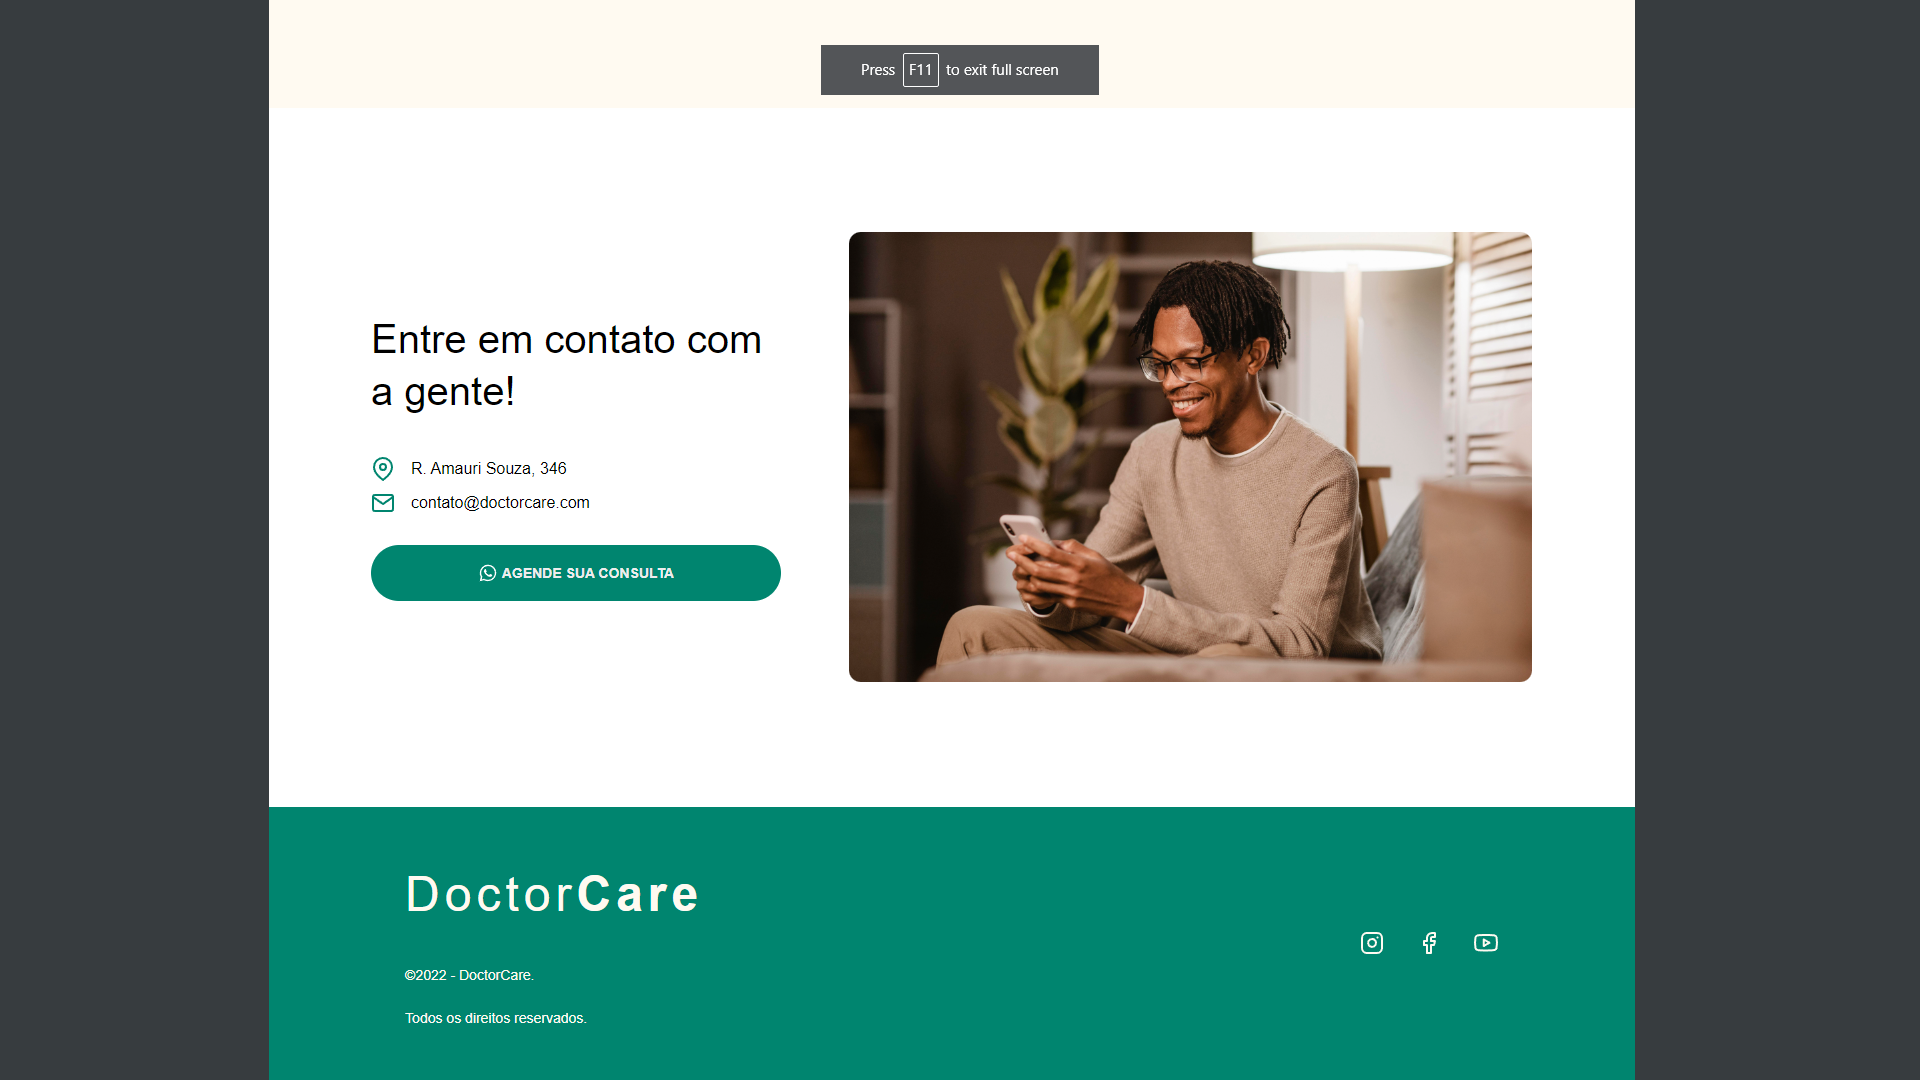 Press F11 to exit full screen
Entre em contato com
a gente!
R. Amauri Souza, 346
contato@doctorcare.com
AGENDE SUA CONSULTA
DoctorCare
©2022 - DoctorCare.
Todos os direitos reservados.